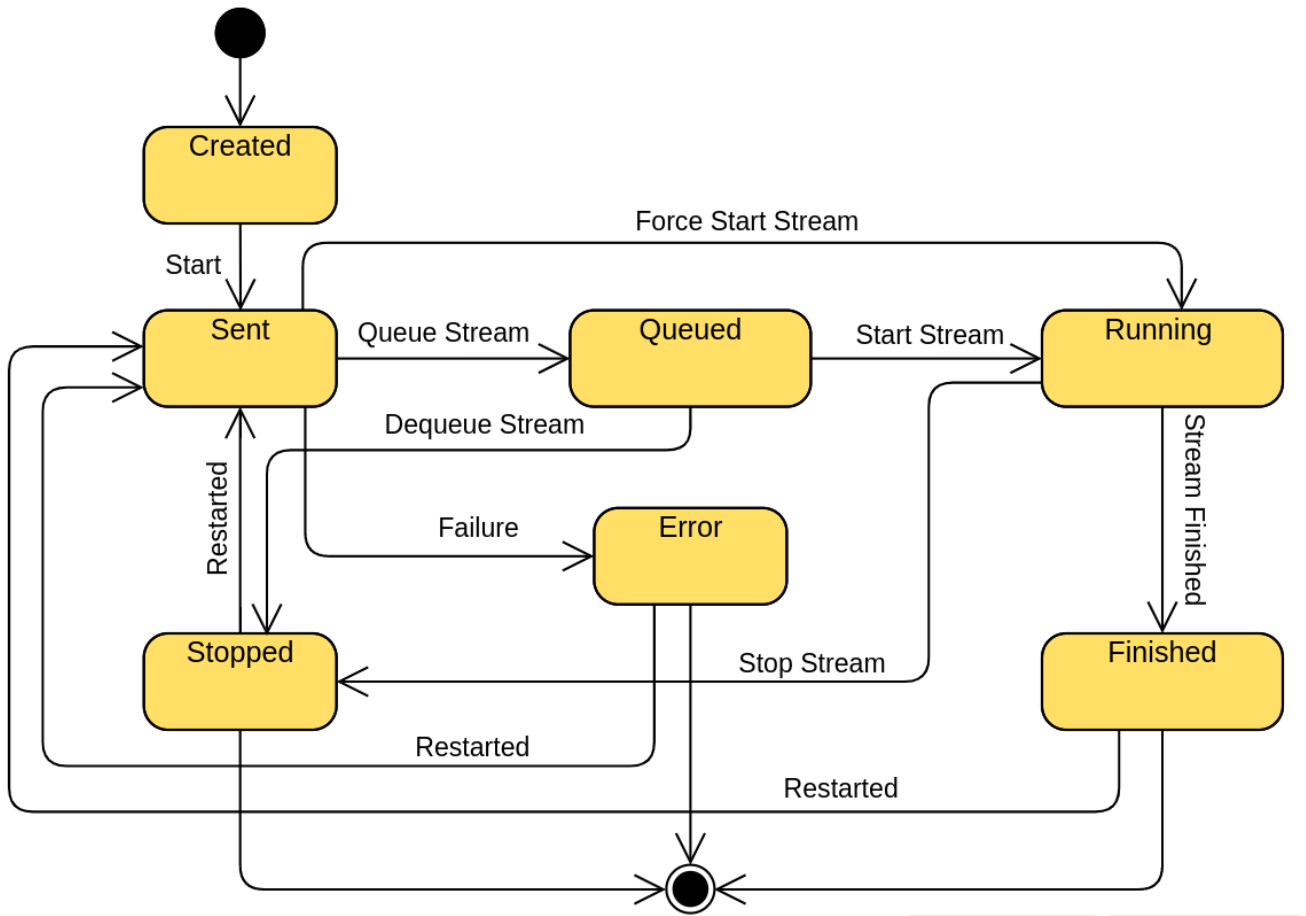 Created
Force Start Stream
Start
Sent
Queue Stream
Queued
Start Stream
Running
Dequeue Stream
Restarted
Failure
Error
Stream Finished
Stopped
Stop Stream
Finished
Restarted
Restarted